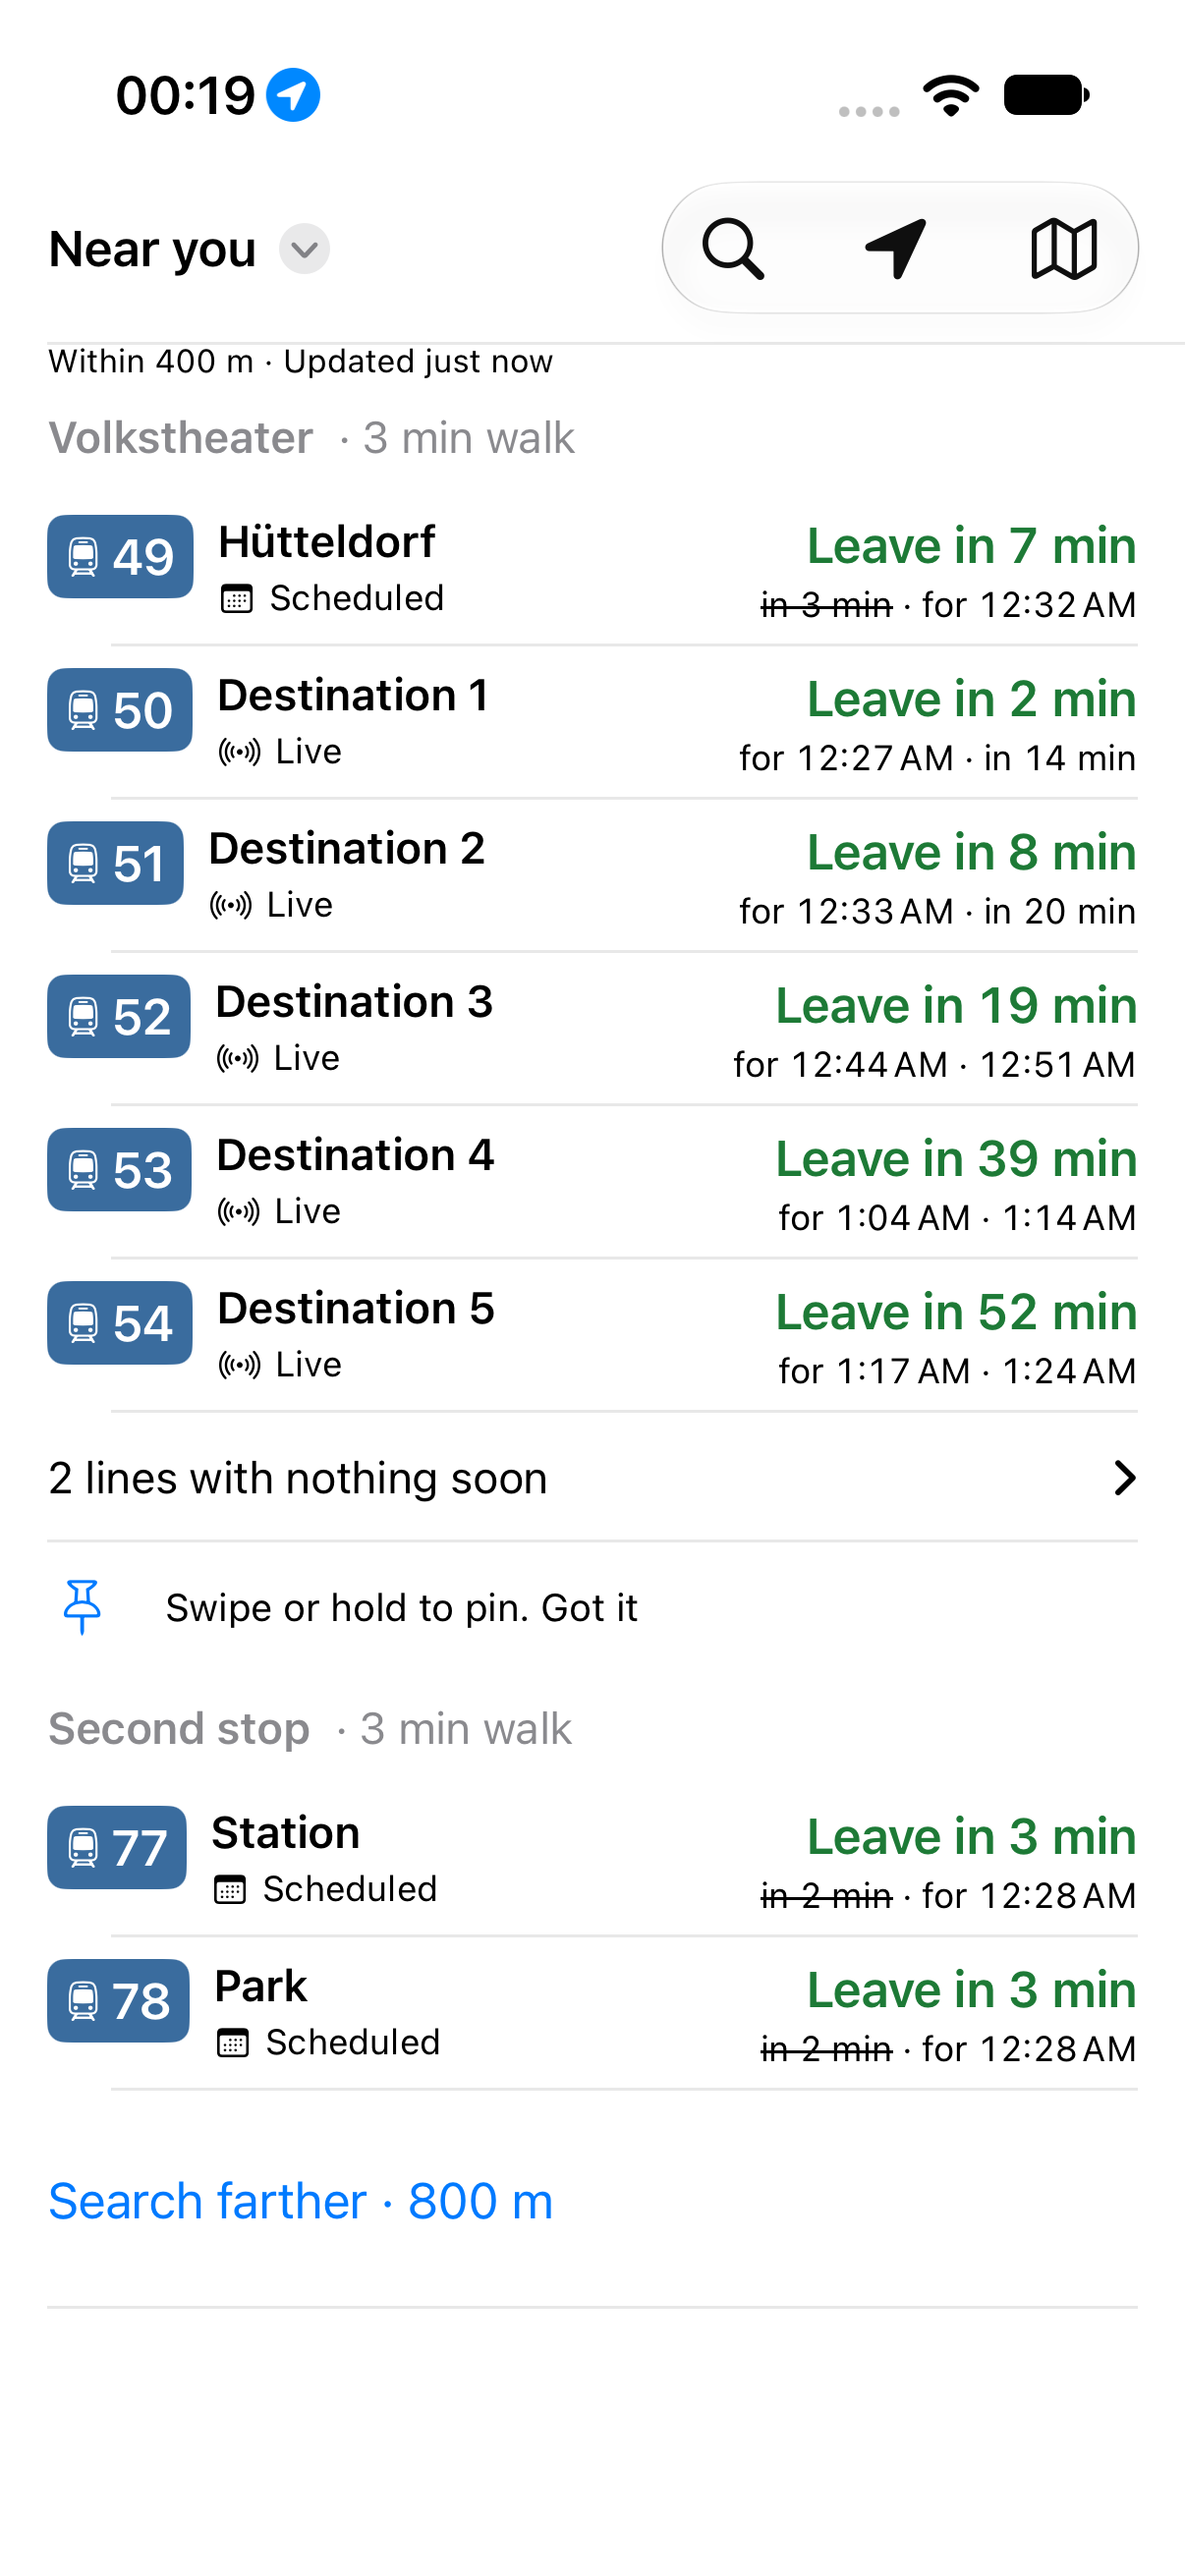 00:19
Near you
Within 400 m · Updated just now
Volkstheater · 3 min walk
49 Hütteldorf Leave in 7 min
Scheduled in 3 min · for 12:32 AM
50 Destination 1 Leave in 2 min
Live for 12:27 AM · in 14 min
51 Destination 2 Leave in 8 min
Live for 12:33 AM · in 20 min
52 Destination 3 Leave in 19 min
Live for 12:44 AM · 12:51 AM
53 Destination 4 Leave in 39 min
Live for 1:04 AM · 1:14 AM
54 Destination 5 Leave in 52 min
Live for 1:17 AM · 1:24 AM
2 lines with nothing soon
Swipe or hold to pin. Got it
Second stop · 3 min walk
77 Station Leave in 3 min
Scheduled in 2 min · for 12:28 AM
78 Park Leave in 3 min
Scheduled in 2 min · for 12:28 AM
Search farther · 800 m